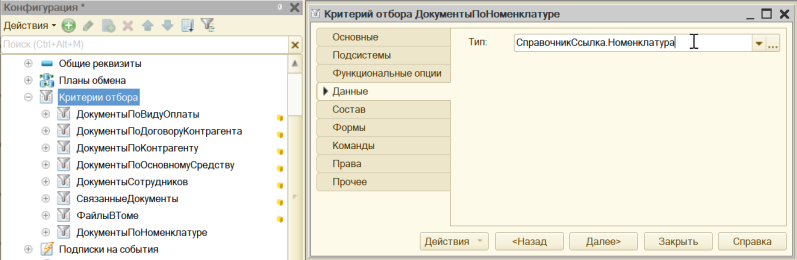 Конфигурация *
Действия
Поиск (Ctrl+Alt+M)
Общие реквизиты
Планы обмена
Критерии отбора
ДокументыПоВидуОплаты
ДокументыПоДоговоруКонтрагента
ДокументыПоКонтрагенту
ДокументыПоОсновномуСредству
ДокументыСотрудников
СвязанныеДокументы
ФайлыВТоме
ДокументыПоНоменклатуре
Подписки на события
Критерий отбора ДокументыПоНоменклатуре
Основные
Подсистемы
Функциональные опции
Данные
Состав
Формы
Команды
Права
Прочее
Тип: СправочникСсылка.Номенклатура ...
Действия <Назад Далее> Закрыть Справка